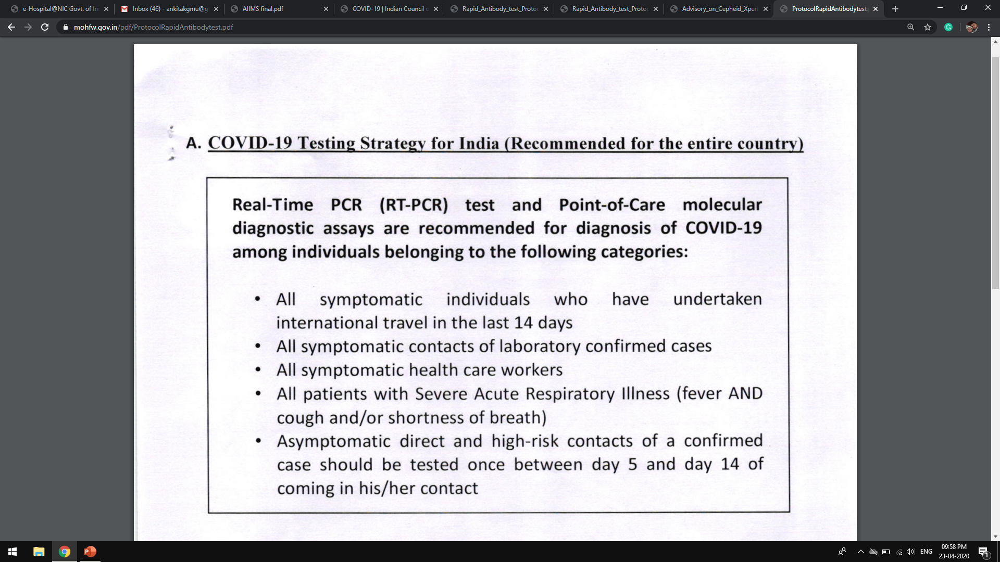 e-Hospital@NIC Govt. of In
Inbox (46) - ankitakgmu@g
AIIMS final.pdf
COVID-19 | Indian Council o
Rapid_Antibody_test_Protoc
Rapid_Antibody_test_Protoc
Advisory_on_Cepheid_Xpert
ProtocolRapidAntibodytest.
mohfw.gov.in/pdf/ProtocolRapidAntibodytest.pdf
A. COVID-19 Testing Strategy for India (Recommended for the entire country)
Real-Time PCR (RT-PCR) test and Point-of-Care molecular
diagnostic assays are recommended for diagnosis of COVID-19
among individuals belonging to the following categories:
• All symptomatic individuals who have undertaken
international travel in the last 14 days
• All symptomatic contacts of laboratory confirmed cases
• All symptomatic health care workers
• All patients with Severe Acute Respiratory Illness (fever AND
cough and/or shortness of breath)
• Asymptomatic direct and high-risk contacts of a confirmed
case should be tested once between day 5 and day 14 of
coming in his/her contact
ENG
09:58 PM
23-04-2020
1